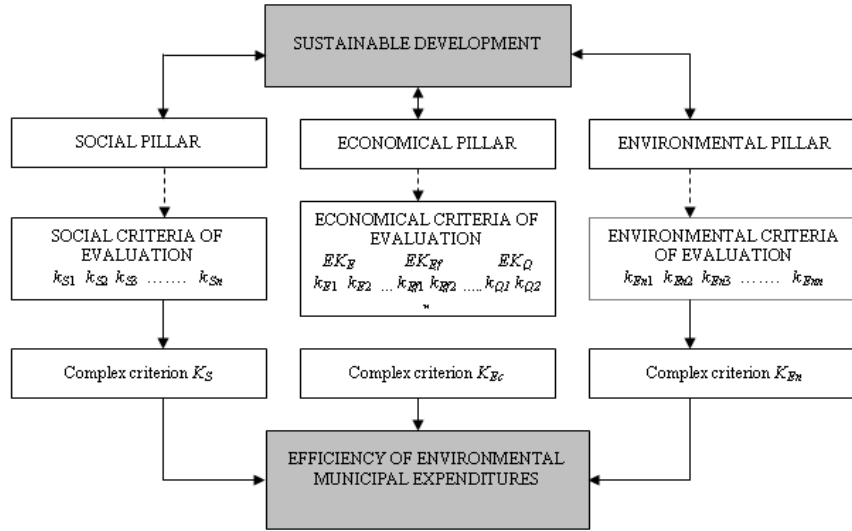 SUSTAINABLE DEVELOPMENT
SOCIAL PILLAR
ECONOMICAL PILLAR
ENVIRONMENTAL PILLAR
SOCIAL CRITERIA OF
EVALUATION
kS1 kS2 kS3 ....... kSn
ECONOMICAL CRITERIA OF
EVALUATION
EKE EKEf EKQ
kE1 kE2 ... kEf1 kEf2 ..... kQ1 kQ2
ENVIRONMENTAL CRITERIA
OF EVALUATION
kEn1 kEn2 kEn3 ....... kEnn
Complex criterion KS
Complex criterion KEc
Complex criterion KEn
EFFICIENCY OF ENVIRONMENTAL
MUNICIPAL EXPENDITURES